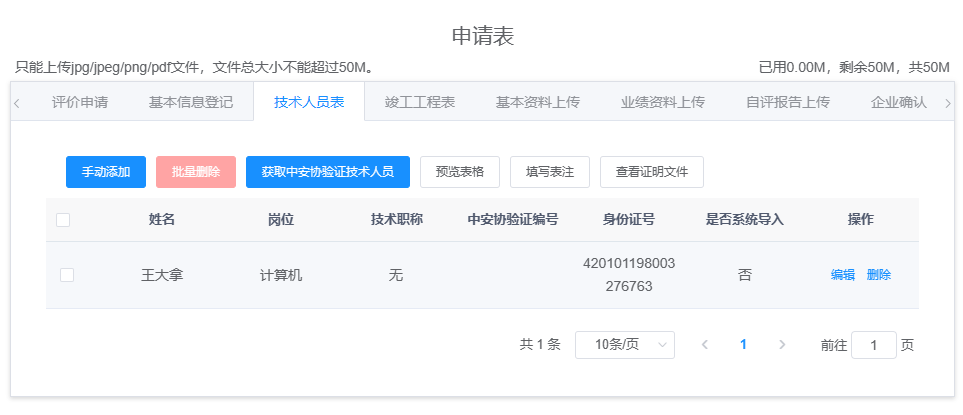 申请表
只能上传jpg/jpeg/png/pdf文件，文件总大小不能超过50M。 已用0.00M，剩余50M，共50M
评价申请 基本信息登记 技术人员表 竣工工程表 基本资料上传 业绩资料上传 自评报告上传 企业确认
手动添加 批量删除 获取中安协验证技术人员 预览表格 填写表注 查看证明文件
姓名 岗位 技术职称 中安协验证编号 身份证号 是否系统导入 操作
王大拿 计算机 无 420101198003 否 编辑 删除
276763
共 1 条 10条/页 1 前往 1 页